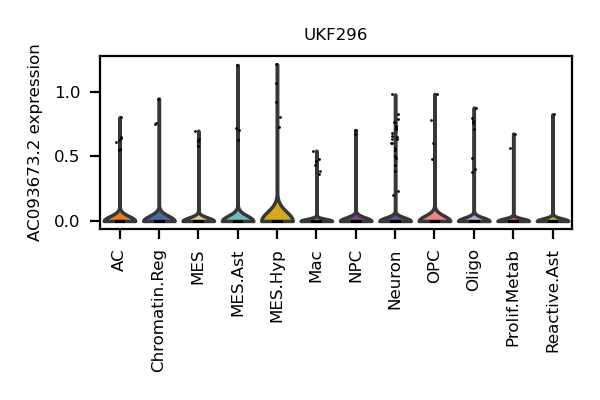 UKF296
AC093673.2 expression
1.0
0.5
0.0
AC
Chromatin.Reg
MES
MES.Ast
MES.Hyp
Mac
NPC
Neuron
OPC
Oligo
Prolif.Metab
Reactive.Ast